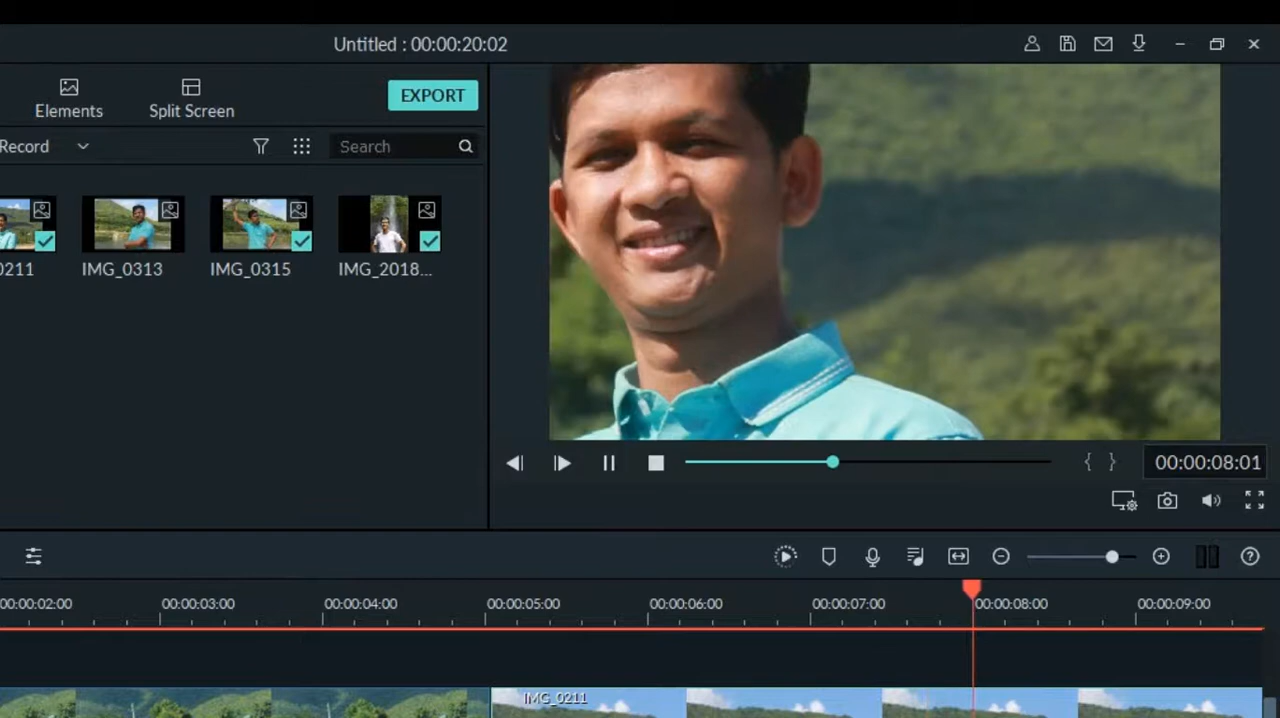 Untitled : 00:00:20:02
Elements
Split Screen
EXPORT
Record
Search
0211
IMG_0313
IMG_0315
IMG_2018...
{ }
00:00:08:01
00:00:02:00
00:00:03:00
00:00:04:00
00:00:05:00
00:00:06:00
00:00:07:00
00:00:08:00
00:00:09:00
IMG_0211